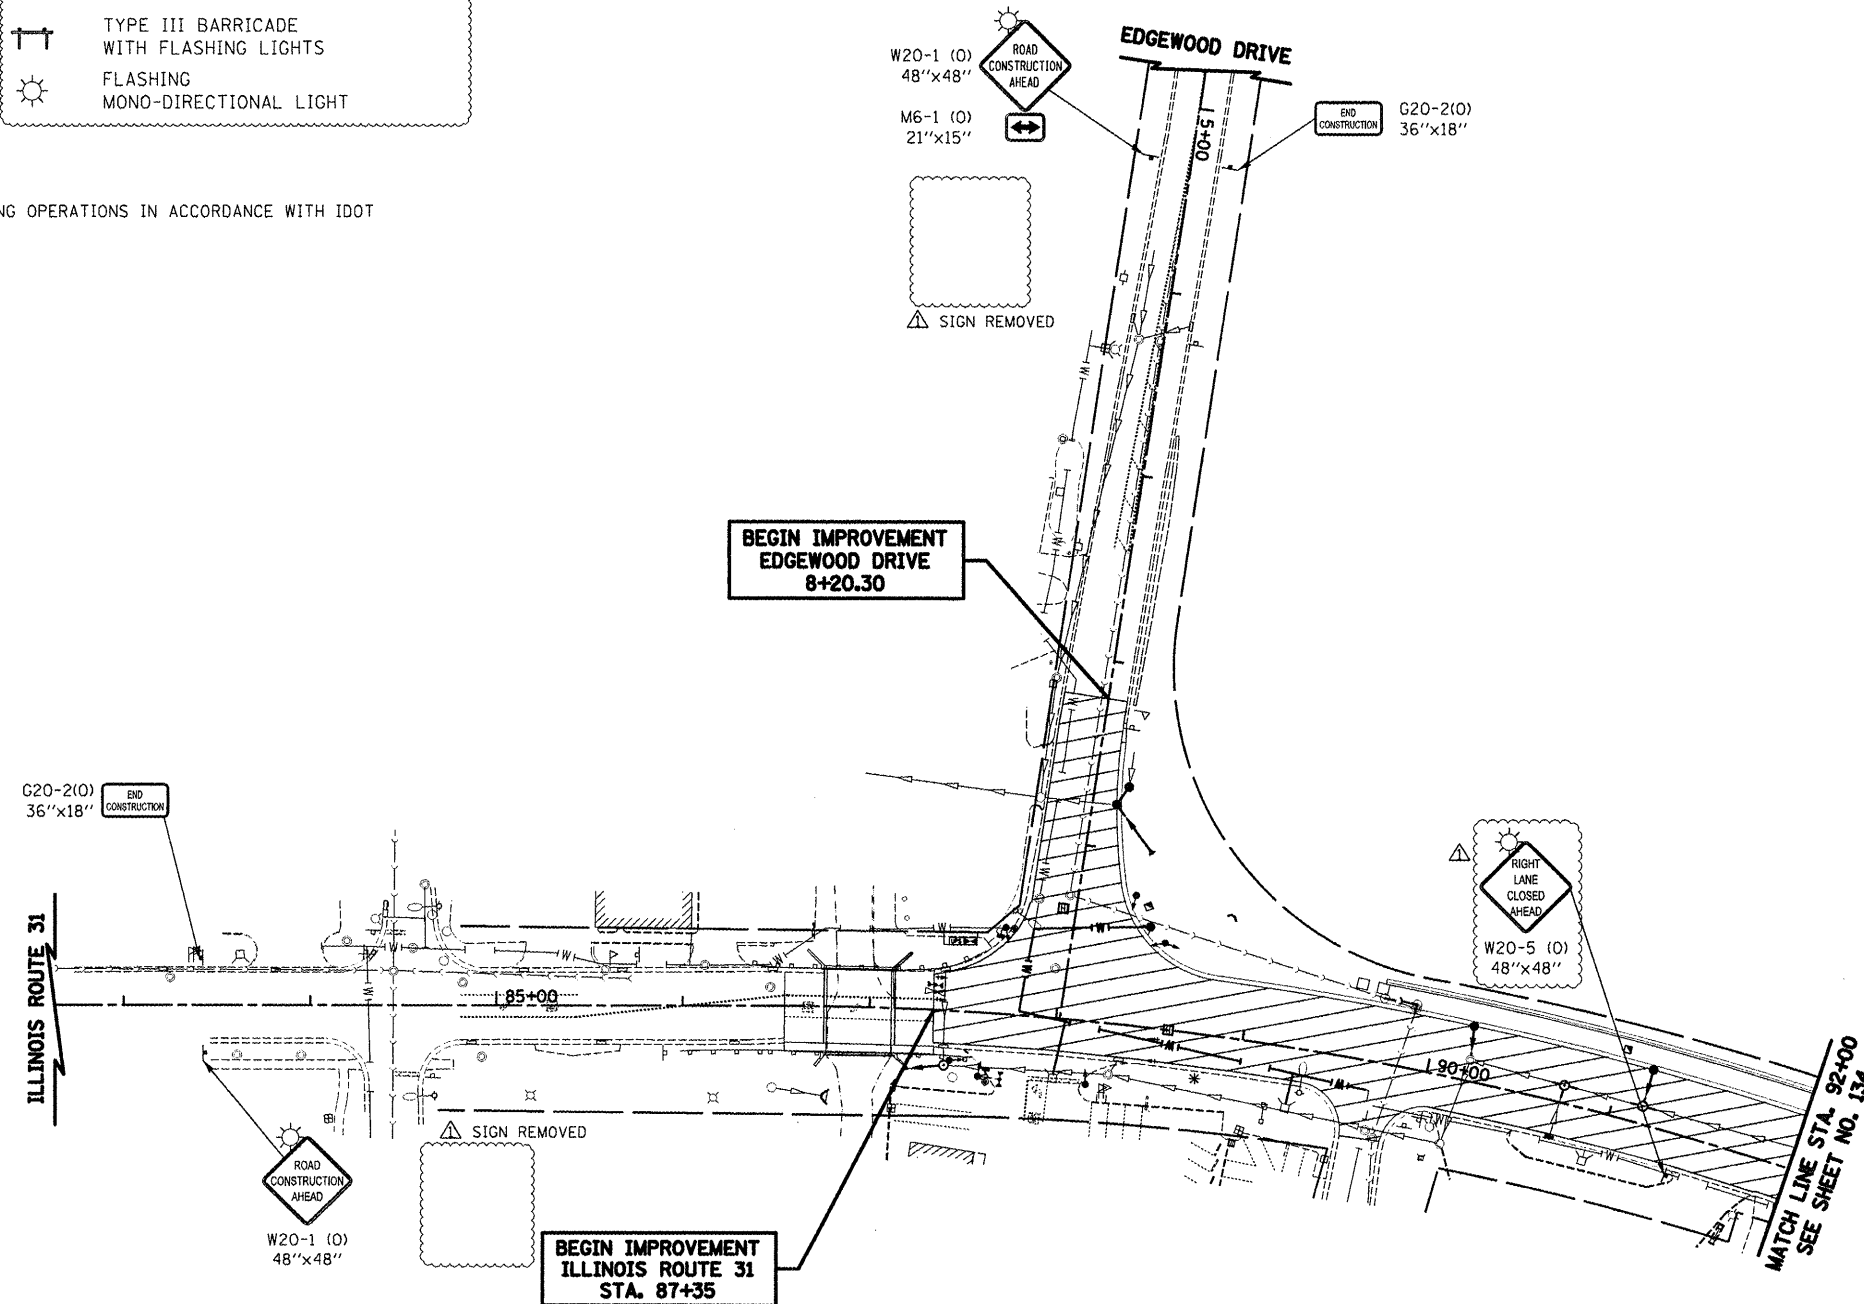 TYPE III BARRICADE
WITH FLASHING LIGHTS
FLASHING
MONO-DIRECTIONAL LIGHT
NG OPERATIONS IN ACCORDANCE WITH IDOT
W20-1 (O)
48''x48''
ROAD
CONSTRUCTION
AHEAD
M6-1 (O)
21''x15''
EDGEWOOD DRIVE
END
CONSTRUCTION
G20-2(O)
36''x18''
15+00
1 SIGN REMOVED
BEGIN IMPROVEMENT
EDGEWOOD DRIVE
8+20.30
G20-2(O)
36''x18''
END
CONSTRUCTION
ILLINOIS ROUTE 31
85+00
1
RIGHT
LANE
CLOSED
AHEAD
W20-5 (O)
48''x48''
90+00
MATCH LINE STA. 92+00
SEE SHEET NO. 134
ROAD
CONSTRUCTION
AHEAD
W20-1 (O)
48''x48''
1 SIGN REMOVED
BEGIN IMPROVEMENT
ILLINOIS ROUTE 31
STA. 87+35